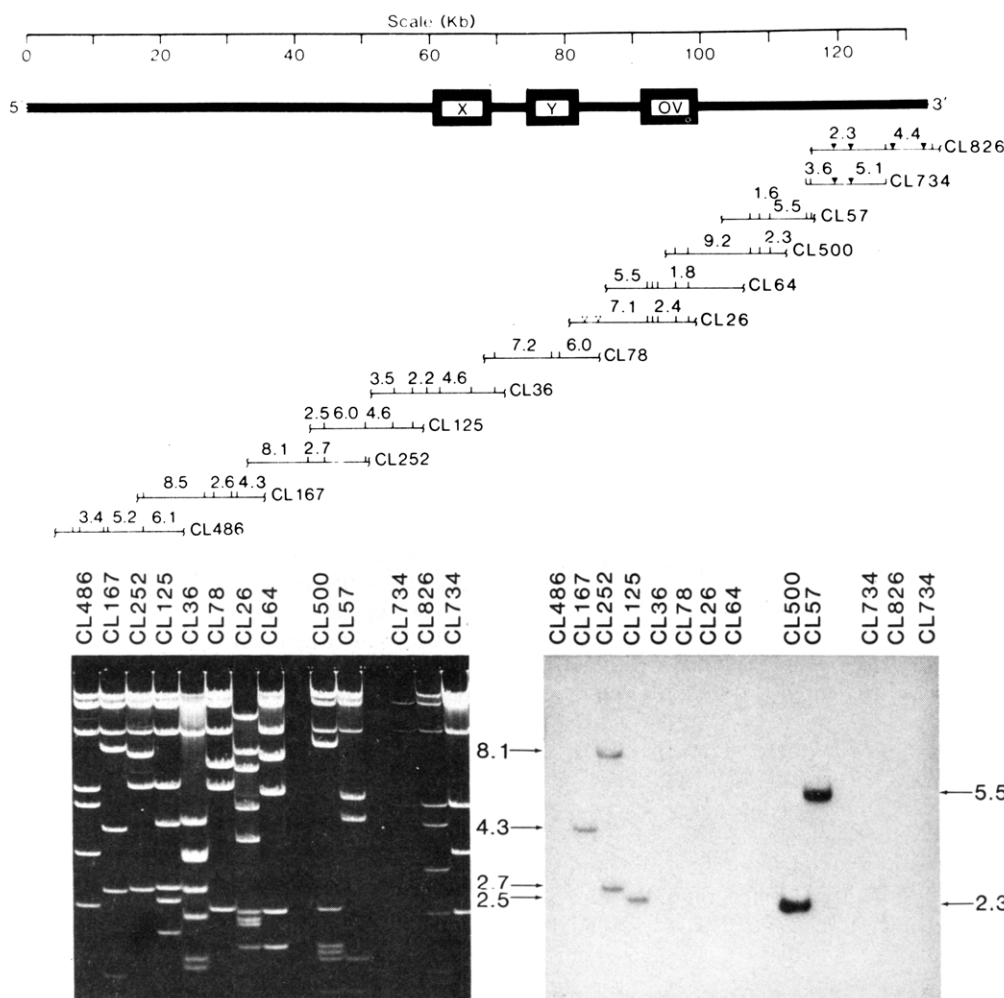 Scale (Kb)
0 20 40 60 80 100 120
5' X Y OV 3'
2.3 4.4 CL826
3.6 5.1 CL734
1.6 5.5 CL57
9.2 2.3 CL500
5.5 1.8 CL64
7.1 2.4 CL26
7.2 6.0 CL78
3.5 2.2 4.6 CL36
2.5 6.0 4.6 CL125
8.1 2.7 CL252
8.5 2.6 4.3 CL167
3.4 5.2 6.1 CL486
CL486 CL167 CL252 CL125 CL36 CL78 CL26 CL64 CL500 CL57 CL734 CL826 CL734
CL486 CL167 CL252 CL125 CL36 CL78 CL26 CL64 CL500 CL57 CL734 CL826 CL734
8.1
5.5
4.3
2.7
2.5
2.3